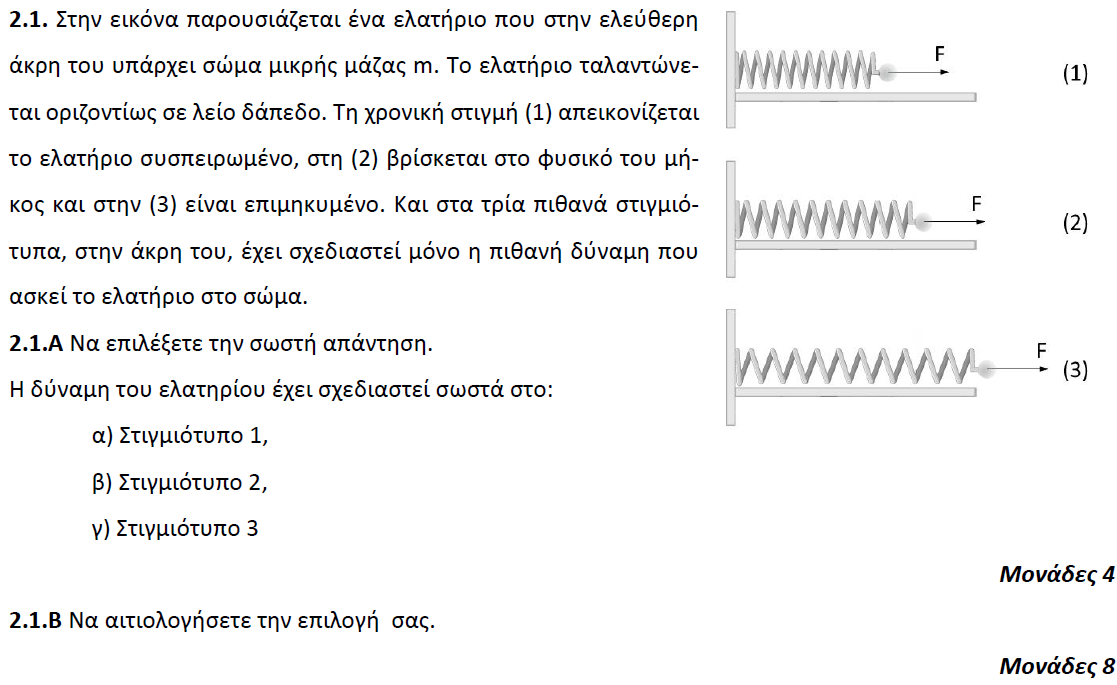 2.1. Στην εικόνα παρουσιάζεται ένα ελατήριο που στην ελεύθερη
άκρη του υπάρχει σώμα μικρής μάζας m. Το ελατήριο ταλαντώνε-
ται οριζοντίως σε λείο δάπεδο. Τη χρονική στιγμή (1) απεικονίζεται
το ελατήριο συσπειρωμένο, στη (2) βρίσκεται στο φυσικό του μή-
κος και στην (3) είναι επιμηκυμένο. Και στα τρία πιθανά στιγμιό-
τυπα, στην άκρη του, έχει σχεδιαστεί μόνο η πιθανή δύναμη που
ασκεί το ελατήριο στο σώμα.
2.1.Α Να επιλέξετε την σωστή απάντηση.
Η δύναμη του ελατηρίου έχει σχεδιαστεί σωστά στο:
α) Στιγμιότυπο 1,
β) Στιγμιότυπο 2,
γ) Στιγμιότυπο 3
Μονάδες 4
2.1.Β Να αιτιολογήσετε την επιλογή σας.
Μονάδες 8
F
(1)
F
(2)
F
(3)